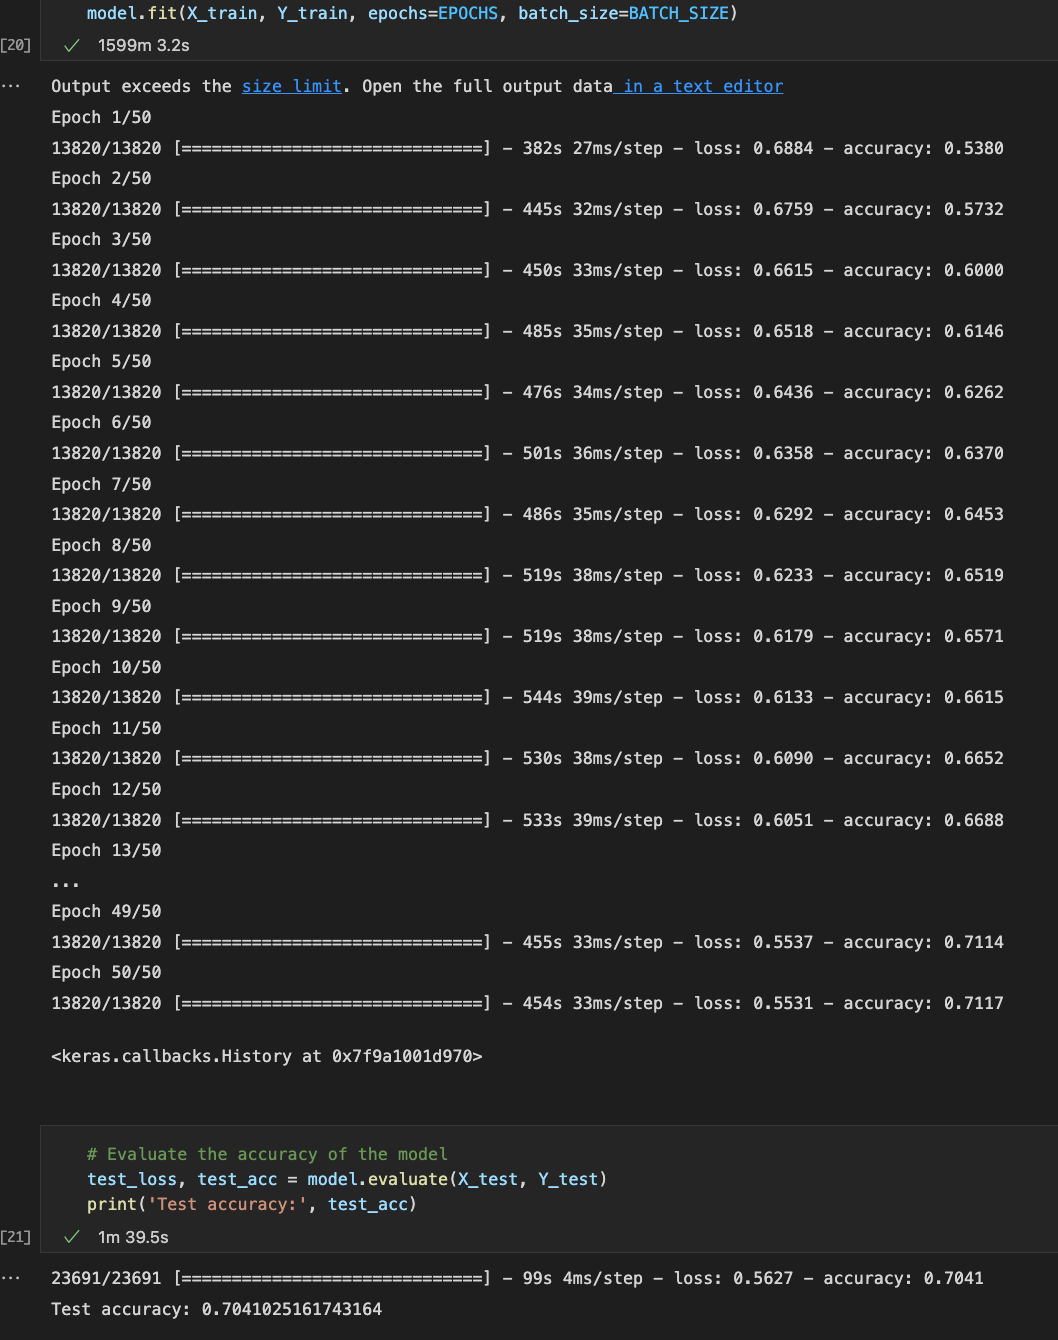 model.fit(X_train, Y_train, epochs=EPOCHS, batch_size=BATCH_SIZE)
[20] ✓ 1599m 3.2s
... Output exceeds the size limit. Open the full output data in a text editor
Epoch 1/50
13820/13820 [==============================] - 382s 27ms/step - loss: 0.6884 - accuracy: 0.5380
Epoch 2/50
13820/13820 [==============================] - 445s 32ms/step - loss: 0.6759 - accuracy: 0.5732
Epoch 3/50
13820/13820 [==============================] - 450s 33ms/step - loss: 0.6615 - accuracy: 0.6000
Epoch 4/50
13820/13820 [==============================] - 485s 35ms/step - loss: 0.6518 - accuracy: 0.6146
Epoch 5/50
13820/13820 [==============================] - 476s 34ms/step - loss: 0.6436 - accuracy: 0.6262
Epoch 6/50
13820/13820 [==============================] - 501s 36ms/step - loss: 0.6358 - accuracy: 0.6370
Epoch 7/50
13820/13820 [==============================] - 486s 35ms/step - loss: 0.6292 - accuracy: 0.6453
Epoch 8/50
13820/13820 [==============================] - 519s 38ms/step - loss: 0.6233 - accuracy: 0.6519
Epoch 9/50
13820/13820 [==============================] - 519s 38ms/step - loss: 0.6179 - accuracy: 0.6571
Epoch 10/50
13820/13820 [==============================] - 544s 39ms/step - loss: 0.6133 - accuracy: 0.6615
Epoch 11/50
13820/13820 [==============================] - 530s 38ms/step - loss: 0.6090 - accuracy: 0.6652
Epoch 12/50
13820/13820 [==============================] - 533s 39ms/step - loss: 0.6051 - accuracy: 0.6688
Epoch 13/50
...
Epoch 49/50
13820/13820 [==============================] - 455s 33ms/step - loss: 0.5537 - accuracy: 0.7114
Epoch 50/50
13820/13820 [==============================] - 454s 33ms/step - loss: 0.5531 - accuracy: 0.7117
<keras.callbacks.History at 0x7f9a1001d970>
# Evaluate the accuracy of the model
test_loss, test_acc = model.evaluate(X_test, Y_test)
print('Test accuracy:', test_acc)
[21] ✓ 1m 39.5s
... 23691/23691 [==============================] - 99s 4ms/step - loss: 0.5627 - accuracy: 0.7041
Test accuracy: 0.7041025161743164